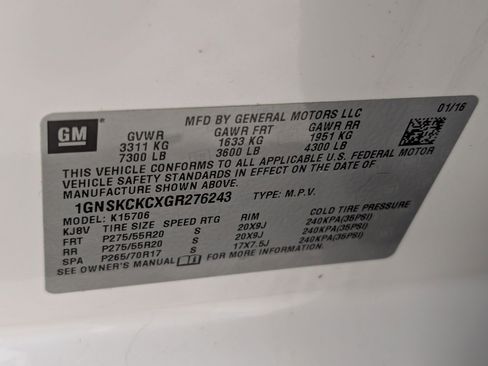 GM
MFD BY GENERAL MOTORS LLC
01/16
GVWR GAWR FRT GAWR RR
3311 KG 1633 KG 1951 KG
7300 LB 3600 LB 4300 LB
THIS VEHICLE CONFORMS TO ALL APPLICABLE U.S. FEDERAL MOTOR
VEHICLE SAFETY STANDARDS IN EFFECT ON THE DATE OF
MANUFACTURE SHOWN ABOVE.
1GNSKCKCXGR276243 TYPE: M.P.V.
MODEL: K15706
KJ8V TIRE SIZE SPEED RTG RIM COLD TIRE PRESSURE
FRT P275/55R20 S 20X9J 240KPA(35PSI)
RR P275/55R20 S 20X9J 240KPA(35PSI)
SPA P265/70R17 S 17X7.5J 240KPA(35PSI)
SEE OWNER'S MANUAL FOR MORE INFORMATION.